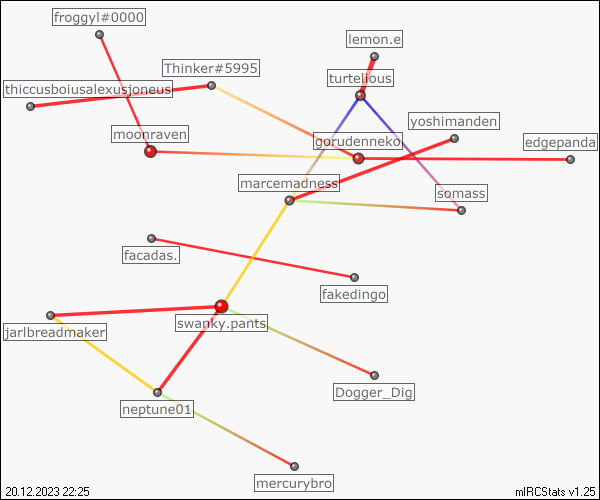 froggyl#0000
lemon.e
Thinker#5995
turtelious
thiccusboiusalexusjoneus
yoshimanden
moonraven
gorudenneko
edgepanda
marcemadness
somass
facadas.
fakedingo
swanky.pants
jarlbreadmaker
Dogger_Dig
neptune01
mercurybro
20.12.2023 22:25
mIRCStats v1.25